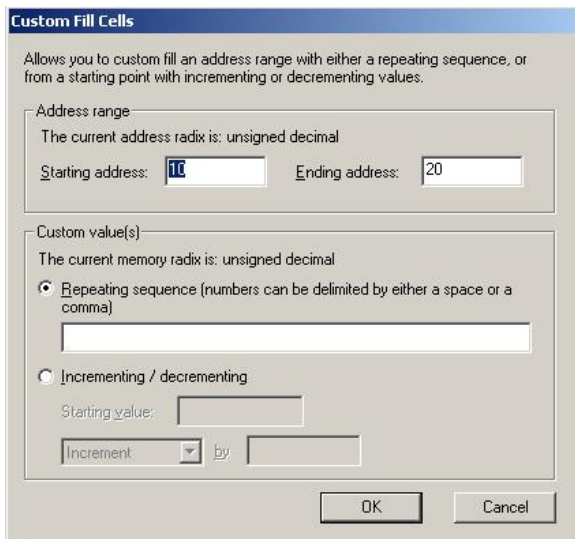 Custom Fill Cells
Allows you to custom fill an address range with either a repeating sequence, or
from a starting point with incrementing or decrementing values.
Address range
The current address radix is: unsigned decimal
Starting address: 10 Ending address: 20
Custom value(s)
The current memory radix is: unsigned decimal
Repeating sequence (numbers can be delimited by either a space or a
comma)
Incrementing / decrementing
Starting value:
Increment by
OK Cancel